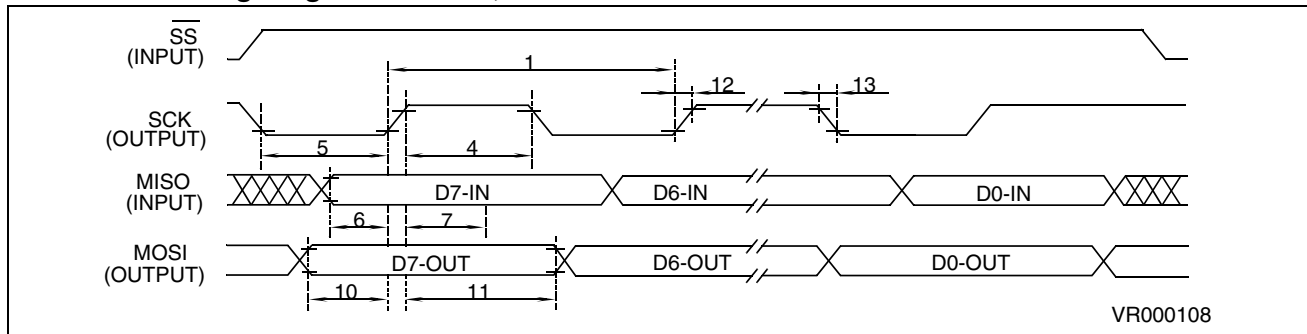 SS
(INPUT)
1
12
13
SCK
(OUTPUT)
5
4
MISO
(INPUT)
D7-IN
D6-IN
D0-IN
6
7
MOSI
(OUTPUT)
D7-OUT
D6-OUT
D0-OUT
10
11
VR000108